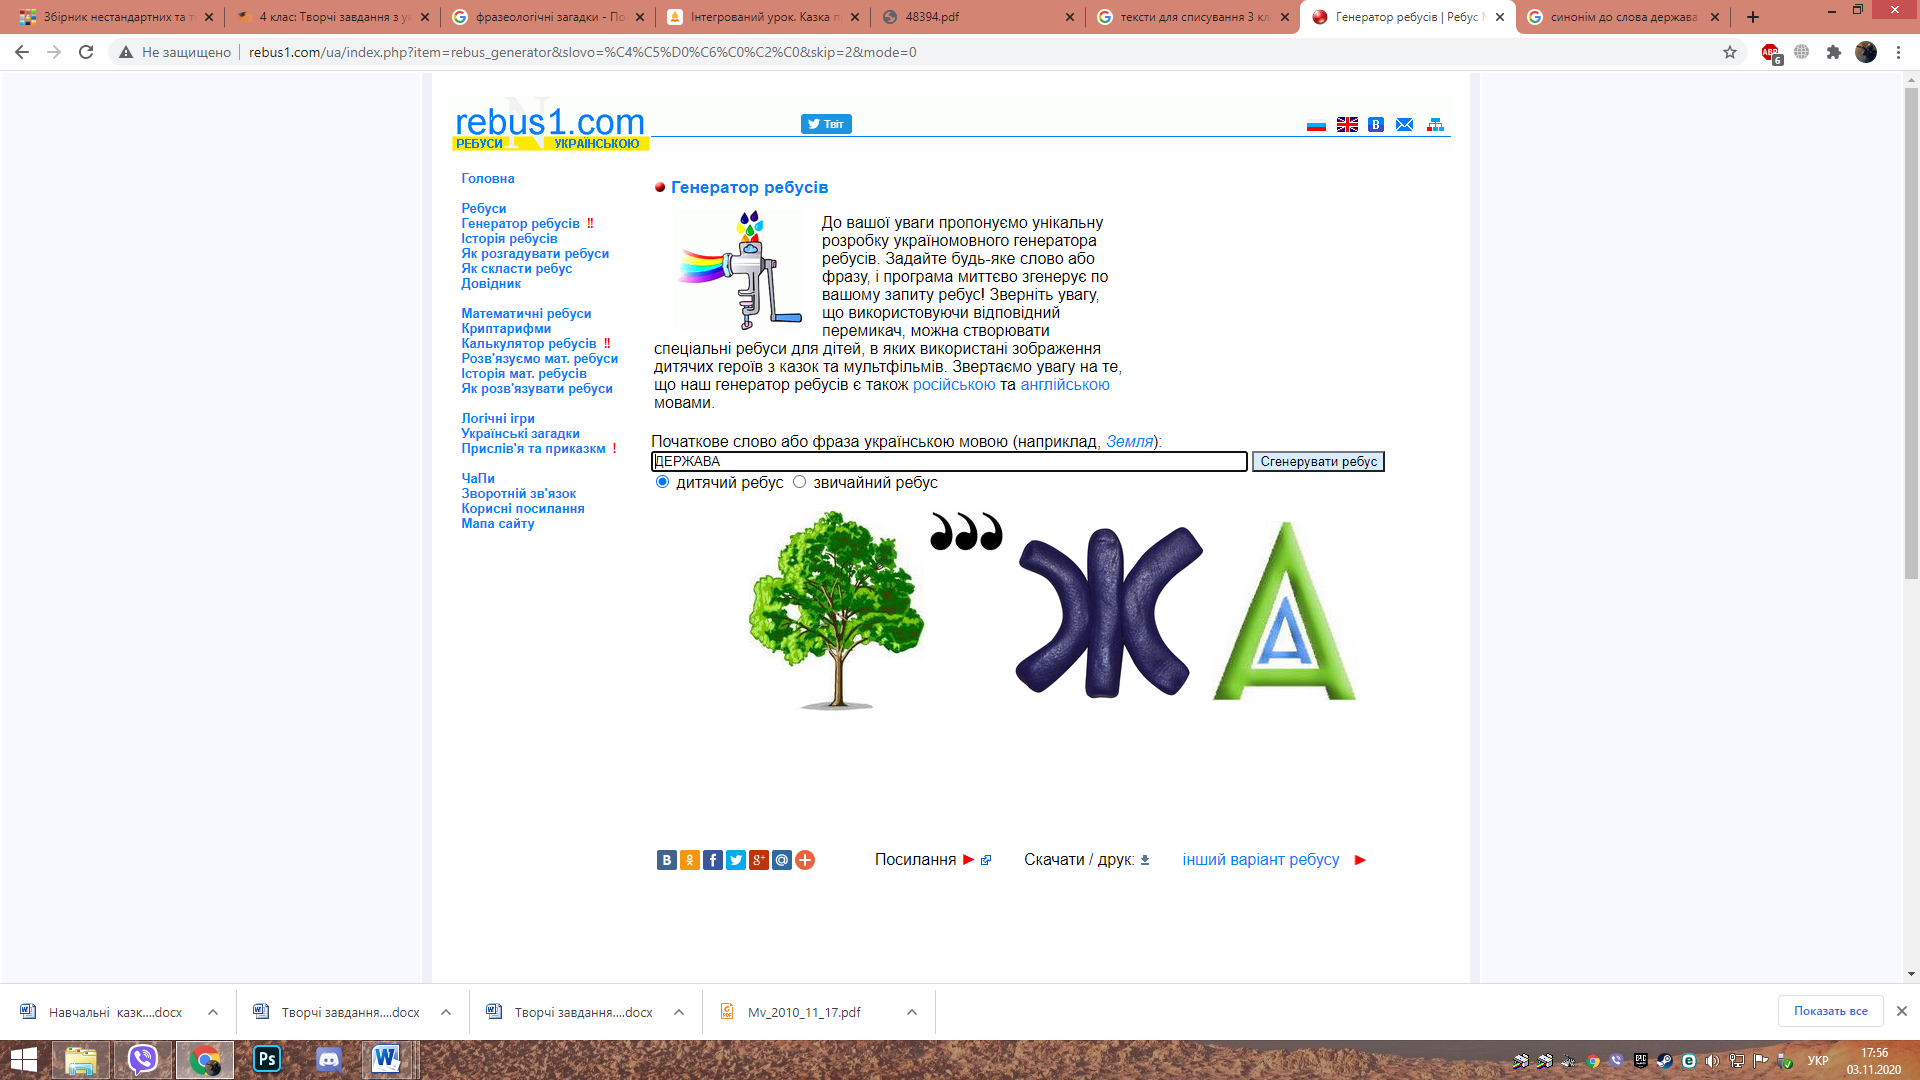 Збірник нестандартних та т
4 клас: Творчі завдання з ук
фразеологічні загадки - По
Інтегрований урок. Казка п
48394.pdf
тексти для списування 3 кл
Генератор ребусів | Ребус N
синонім до слова держава
Не защищено
rebus1.com/ua/index.php?item=rebus_generator&slovo=%C4%C5%D0%C6%C0%C2%C0&skip=2&mode=0
ABP
6
rebus1.com
РЕБУСИ УКРАЇНСЬКОЮ
Твіт
В
Головна
Ребуси
Генератор ребусів !!
Історія ребусів
Як розгадувати ребуси
Як скласти ребус
Довідник
Математичні ребуси
Криптарифми
Калькулятор ребусів !!
Розв'язуємо мат. ребуси
Історія мат. ребусів
Як розв'язувати ребуси
Логічні ігри
Українські загадки
Прислів'я та приказкм !
ЧаПи
Зворотній зв'язок
Корисні посилання
Мапа сайту
Генератор ребусів
До вашої уваги пропонуємо унікальну
розробку україномовного генератора
ребусів. Задайте будь-яке слово або
фразу, і програма миттєво згенерує по
вашому запиту ребус! Зверніть увагу,
що використовуючи відповідний
перемикач, можна створювати
спеціальні ребуси для дітей, в яких використані зображення
дитячих героїв з казок та мультфільмів. Звертаємо увагу на те,
що наш генератор ребусів є також російською та англійською
мовами.
Початкове слово або фраза українською мовою (наприклад, Земля):
ДЕРЖАВА
Сгенерувати ребус
дитячий ребус звичайний ребус
,,, Ж А А
Посилання
Скачати / друк:
інший варіант ребусу
Навчальні казк....docx
Творчі завдання....docx
Творчі завдання....docx
Mv_2010_11_17.pdf
Показать все
Ps
W
УКР
17:56
03.11.2020